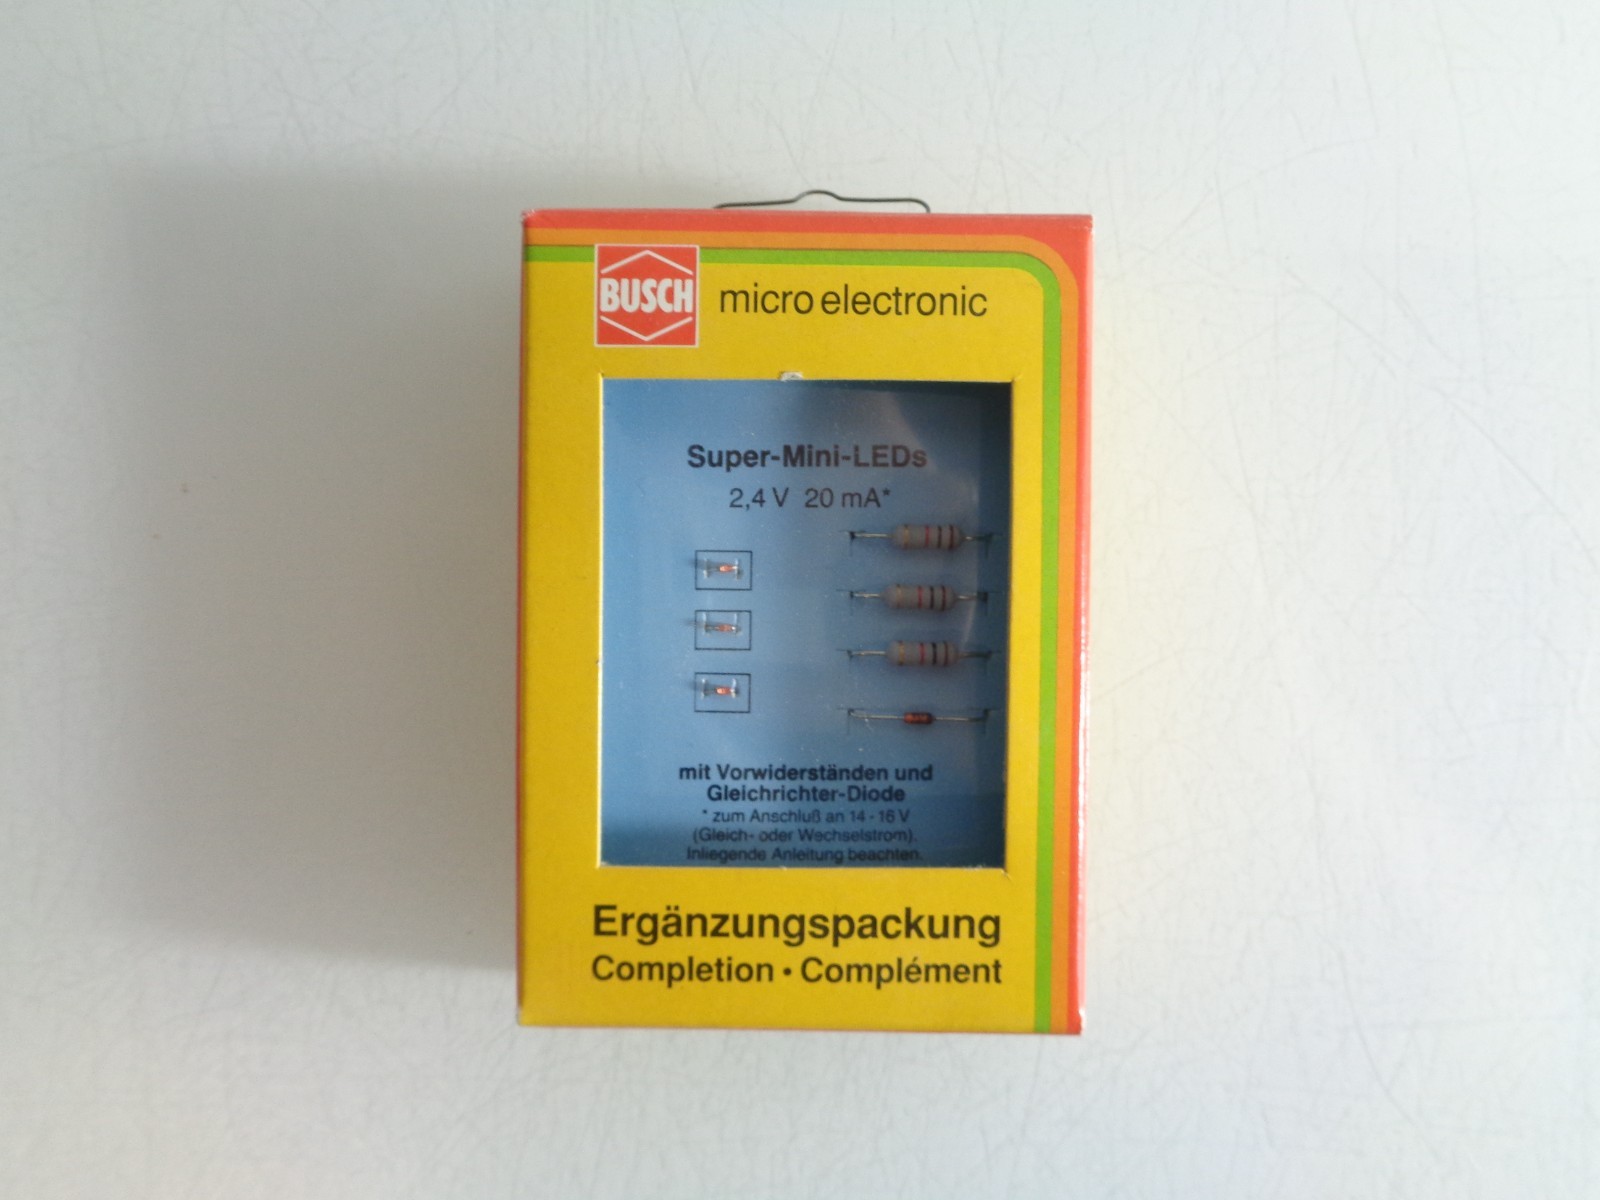 BUSCH
micro electronic
Super-Mini-LEDs
2,4 V 20 mA*
mit Vorwiderständen und
Gleichrichter-Diode
* zum Anschluß an 14 - 16 V
(Gleich- oder Wechselstrom).
Inliegende Anleitung beachten.
Ergänzungspackung
Completion • Complément